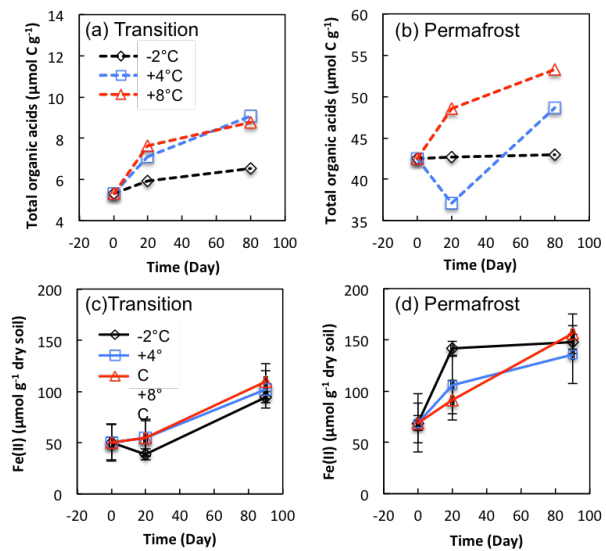 (a) Transition
-2°C
+4°C
+8°C
Total organic acids (µmol C g⁻¹)
14
12
10
8
6
4
-20 0 20 40 60 80 100
Time (Day)
(b) Permafrost
Total organic acids (µmol C g⁻¹)
60
55
50
45
40
35
-20 0 20 40 60 80 100
Time (Day)
(c)Transition
-2°C
+4°
C
+8°
C
Fe(II) (µmol g⁻¹ dry soil)
200
150
100
50
0
-20 0 20 40 60 80 100
Time (Day)
(d) Permafrost
Fe(II) (µmol g⁻¹ dry soil)
200
150
100
50
0
-20 0 20 40 60 80 100
Time (Day)